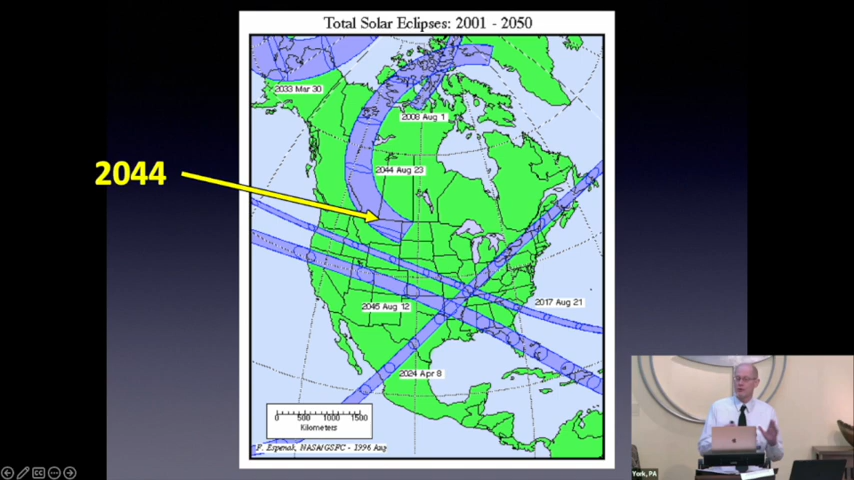 Total Solar Eclipses: 2001 - 2050
2033 Mar 30
2008 Aug 1
2044
2044 Aug 23
2017 Aug 21
2045 Aug 12
2024 Apr 8
0 500 1000 1500
Kilometers
F. Espenak, NASA/GSFC - 1996 Aug
York, PA
CC